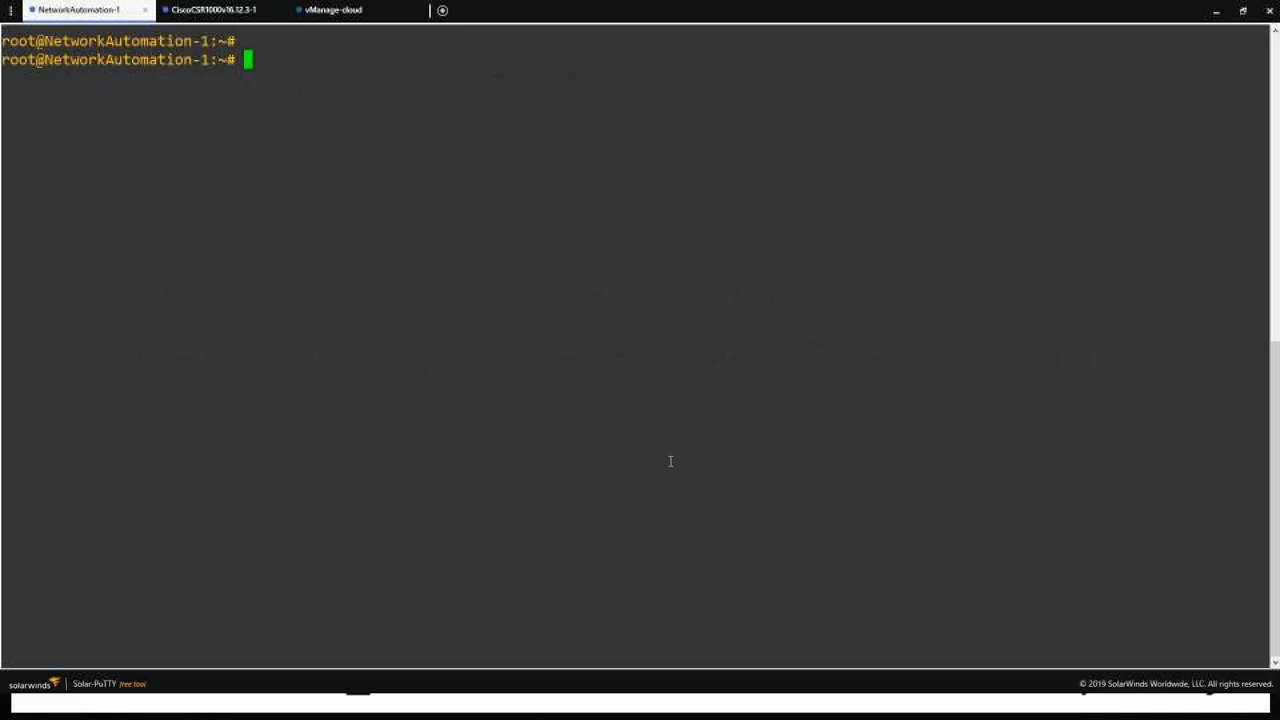 NetworkAutomation-1
CiscoCSR1000v16.12.3-1
vManage-cloud
root@NetworkAutomation-1:~#
root@NetworkAutomation-1:~#
solarwinds Solar-PuTTY free tool © 2019 SolarWinds Worldwide, LLC. All rights reserved.